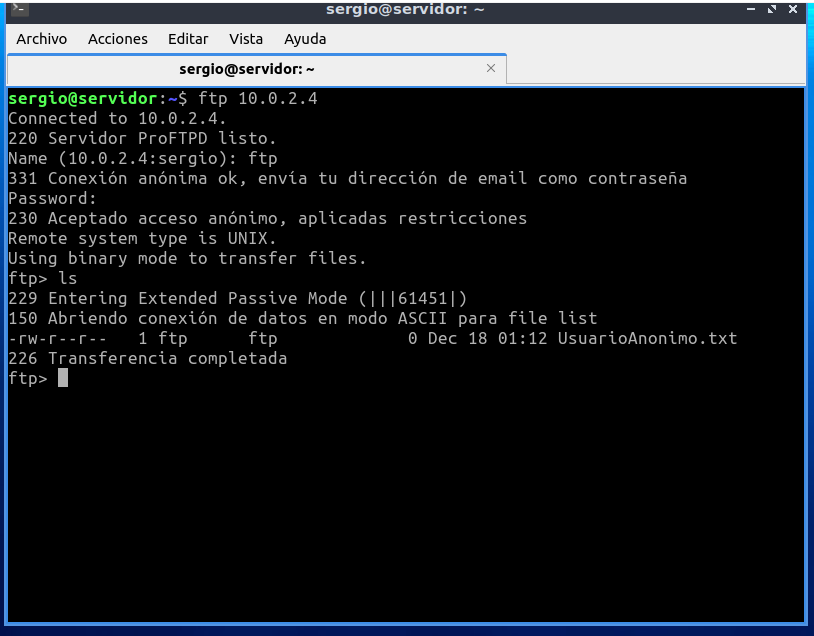 sergio@servidor: ~
Archivo Acciones Editar Vista Ayuda
sergio@servidor: ~
sergio@servidor:~$ ftp 10.0.2.4
Connected to 10.0.2.4.
220 Servidor ProFTPD listo.
Name (10.0.2.4:sergio): ftp
331 Conexión anónima ok, envía tu dirección de email como contraseña
Password:
230 Aceptado acceso anónimo, aplicadas restricciones
Remote system type is UNIX.
Using binary mode to transfer files.
ftp> ls
229 Entering Extended Passive Mode (|||61451|)
150 Abriendo conexión de datos en modo ASCII para file list
-rw-r--r--   1 ftp      ftp             0 Dec 18 01:12 UsuarioAnonimo.txt
226 Transferencia completada
ftp>